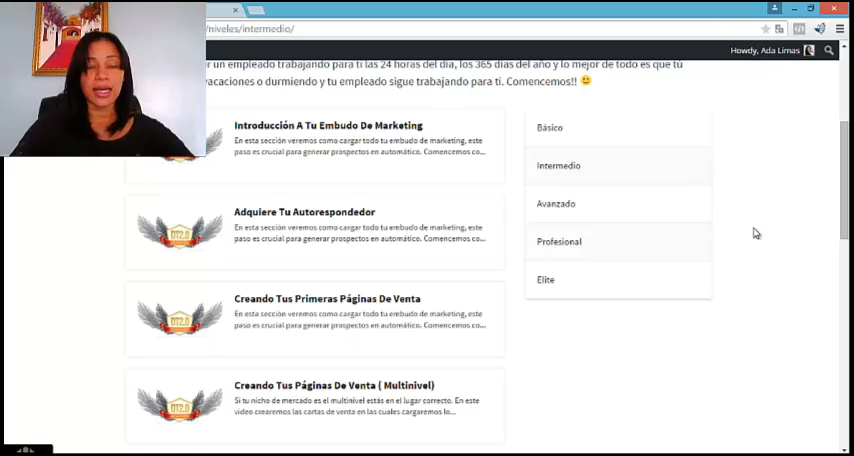 /niveles/intermedio/
Howdy, Ada Limas
r un empleado trabajando para ti las 24 horas del día, los 365 días del año y lo mejor de todo es que tú
vacaciones o durmiendo y tu empleado sigue trabajando para ti. Comencemos!! 😀
Introducción A Tu Embudo De Marketing
En esta sección veremos como cargar todo tu embudo de marketing, este
paso es crucial para generar prospectos en automático. Comencemos co...
Adquiere Tu Autorespondedor
En esta sección veremos como cargar todo tu embudo de marketing, este
paso es crucial para generar prospectos en automático. Comencemos co...
DT2.0
Creando Tus Primeras Páginas De Venta
En esta sección veremos como cargar todo tu embudo de marketing, este
paso es crucial para generar prospectos en automático. Comencemos co...
DT2.0
Creando Tus Páginas De Venta ( Multinivel)
Si tu nicho de mercado es el multinivel estás en el lugar correcto. En este
video crearemos las cartas de venta en las cuales cargaremos lo...
DT2.0
Básico
Intermedio
Avanzado
Profesional
Elite